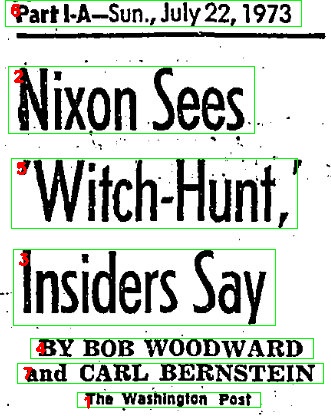 Part I-A—Sun., July 22, 1973
Nixon Sees
'Witch-Hunt,'
Insiders Say
BY BOB WOODWARD
and CARL BERNSTEIN
The Washington Post